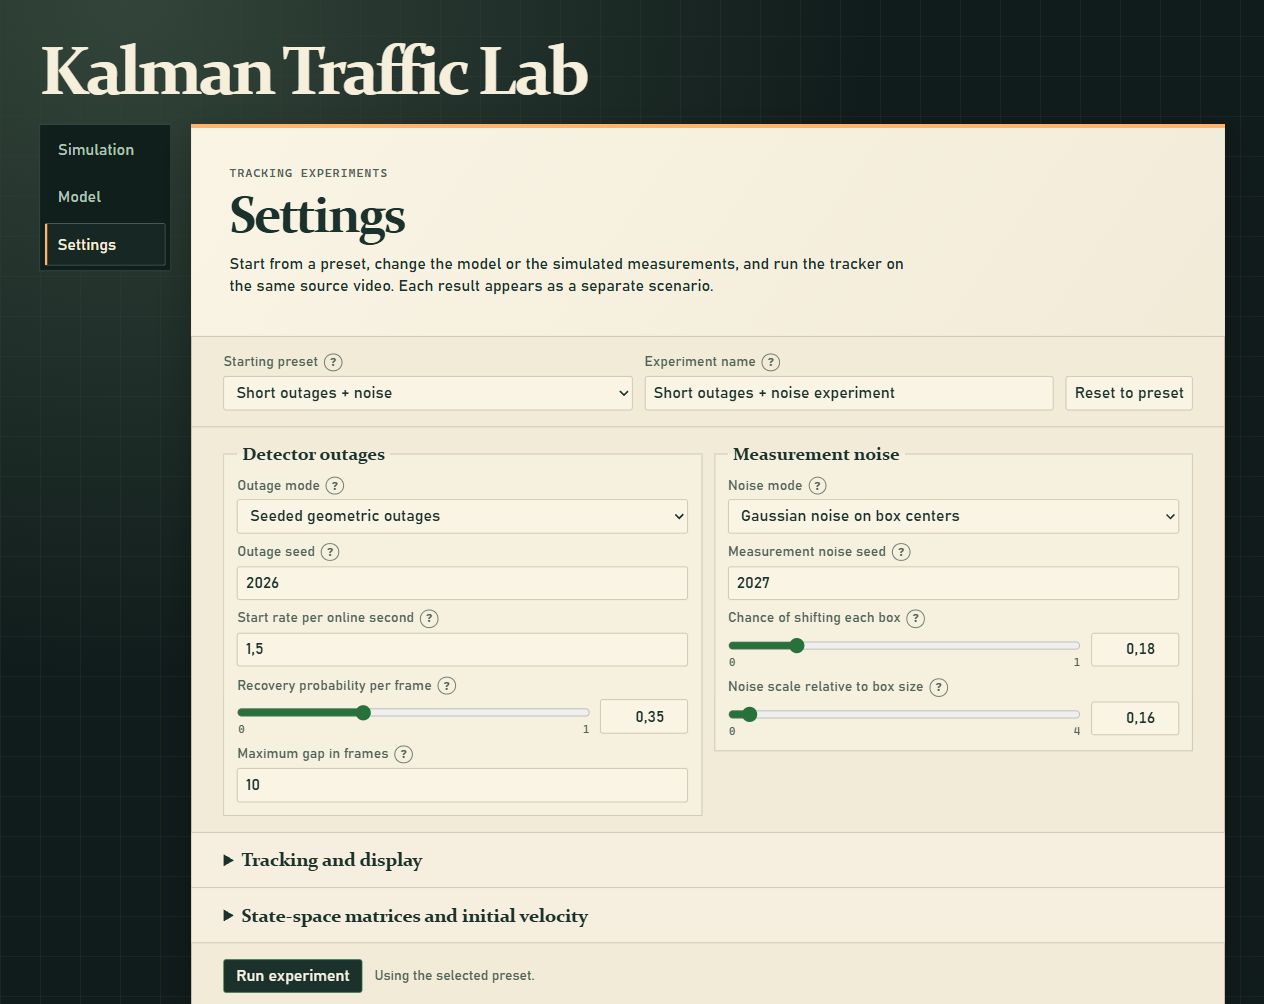 Kalman Traffic Lab
Simulation
Model
Settings
TRACKING EXPERIMENTS
Settings
Start from a preset, change the model or the simulated measurements, and run the tracker on
the same source video. Each result appears as a separate scenario.
Starting preset ?
Short outages + noise
Experiment name ?
Short outages + noise experiment
Reset to preset
Detector outages
Outage mode ?
Seeded geometric outages
Outage seed ?
2026
Start rate per online second ?
1,5
Recovery probability per frame ?
0,35
0 1
Maximum gap in frames ?
10
Measurement noise
Noise mode ?
Gaussian noise on box centers
Measurement noise seed ?
2027
Chance of shifting each box ?
0,18
0 1
Noise scale relative to box size ?
0,16
0 4
Tracking and display
State-space matrices and initial velocity
Run experiment
Using the selected preset.